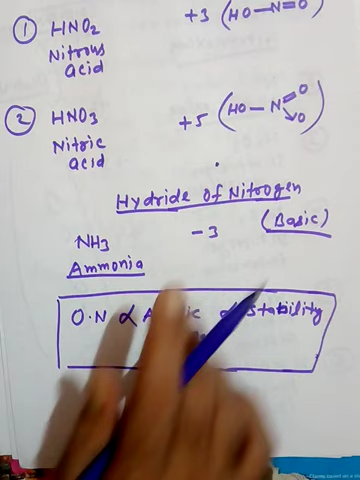 ① HNO2 +3 (HO-N=O)
Nitrous
acid
② HNO3 +5 (HO-N=O→O)
Nitric
acid
Hydride of Nitrogen
NH3 -3 (Basic)
Ammonia
O.N ∝ ∝ Stability